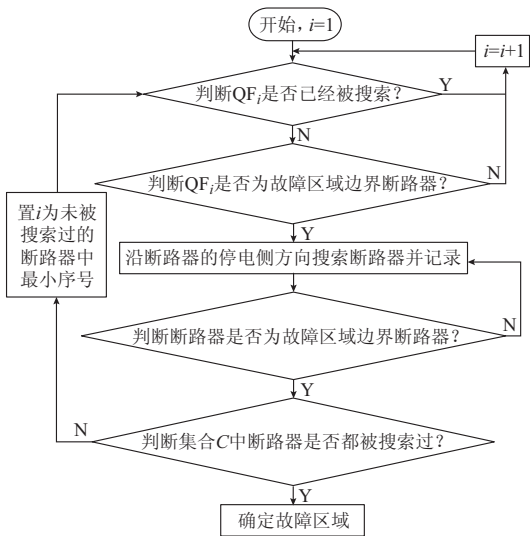 开始，i=1
i=i+1
判断QFi是否已经被搜索？
Y
N
判断QFi是否为故障区域边界断路器？
N
Y
置i为未被
搜索过的
断路器中
最小序号
沿断路器的停电侧方向搜索断路器并记录
N
判断断路器是否为故障区域边界断路器？
Y
N
判断集合C中断路器是否都被搜索过？
Y
确定故障区域